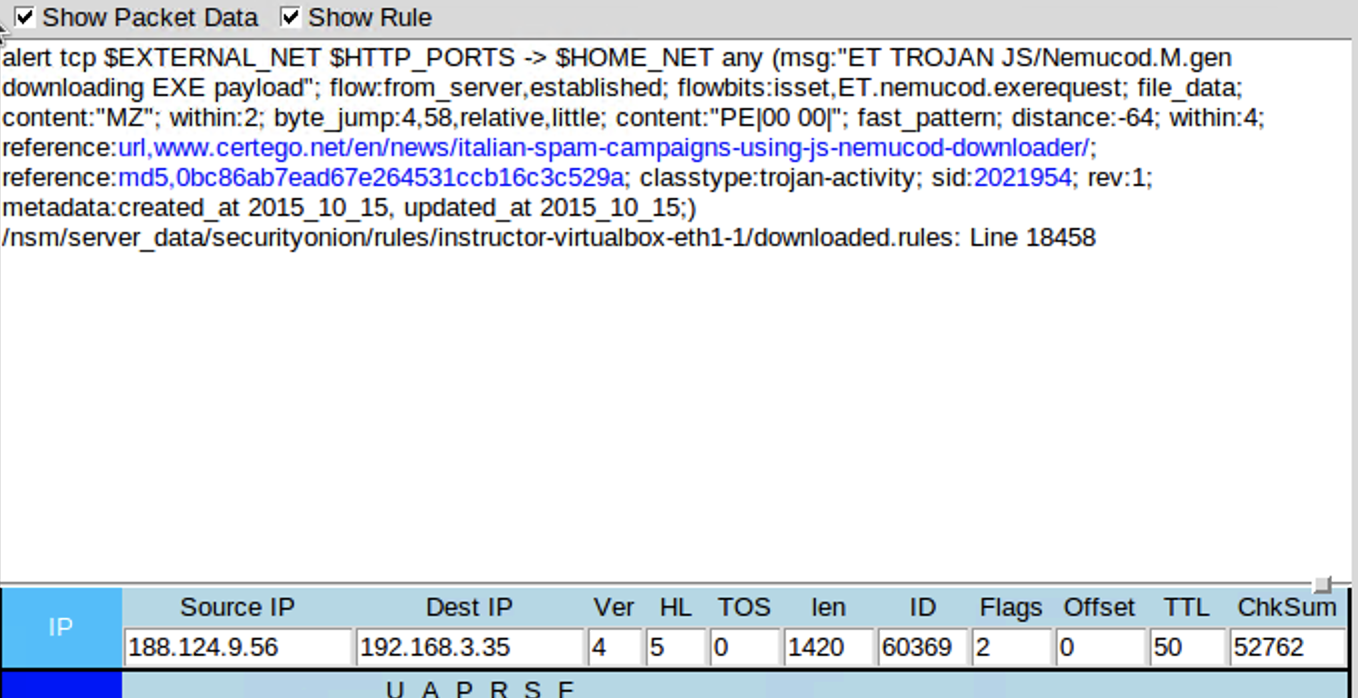 Show Packet Data Show Rule
alert tcp $EXTERNAL_NET $HTTP_PORTS -> $HOME_NET any (msg:"ET TROJAN JS/Nemucod.M.gen
downloading EXE payload"; flow:from_server,established; flowbits:isset,ET.nemucod.exerequest; file_data;
content:"MZ"; within:2; byte_jump:4,58,relative,little; content:"PE|00 00|"; fast_pattern; distance:-64; within:4;
reference:url,www.certego.net/en/news/italian-spam-campaigns-using-js-nemucod-downloader/;
reference:md5,0bc86ab7ead67e264531ccb16c3c529a; classtype:trojan-activity; sid:2021954; rev:1;
metadata:created_at 2015_10_15, updated_at 2015_10_15;)
/nsm/server_data/securityonion/rules/instructor-virtualbox-eth1-1/downloaded.rules: Line 18458
IP Source IP Dest IP Ver HL TOS len ID Flags Offset TTL ChkSum
188.124.9.56 192.168.3.35 4 5 0 1420 60369 2 0 50 52762
U A P R S F